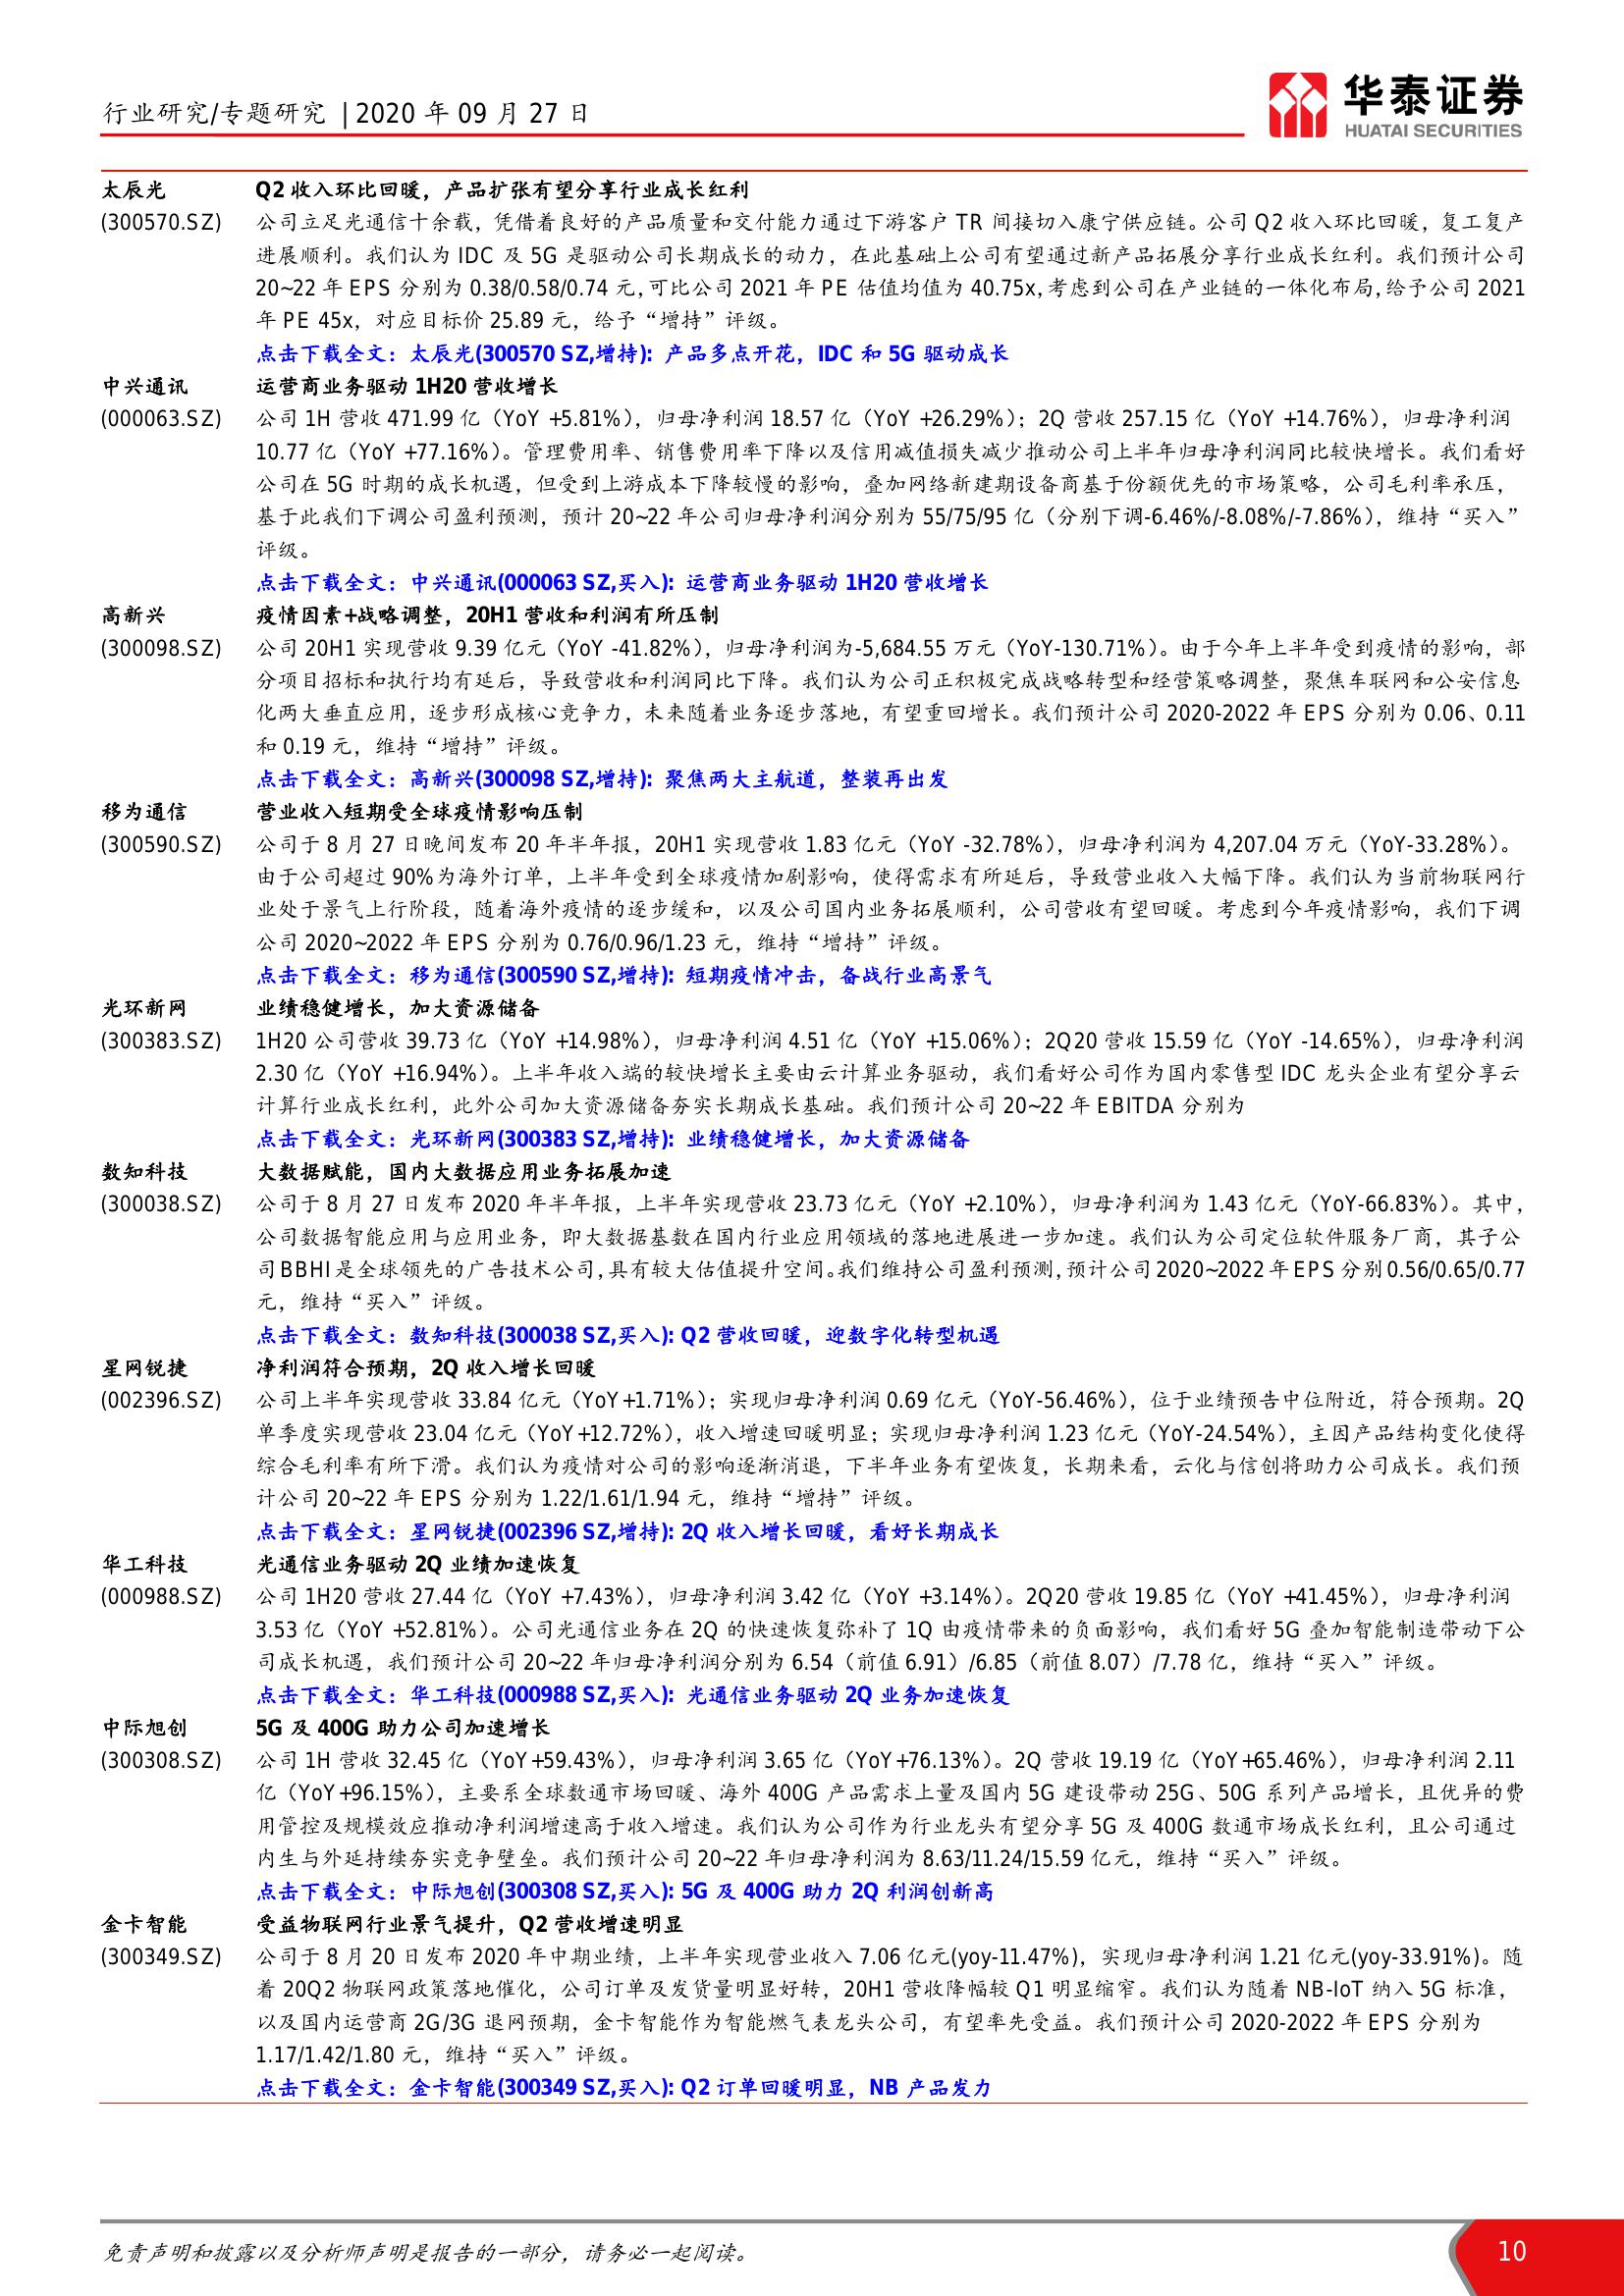 行业研究/专题研究 | 2020 年 09 月 27 日
华泰证券
HUATAI SECURITIES
太辰光
(300570.SZ)
Q2 收入环比回暖，产品扩张有望分享行业成长红利
公司立足光通信十余载，凭借着良好的产品质量和交付能力通过下游客户 TR 间接切入康宁供应链。公司 Q2 收入环比回暖，复工复产
进展顺利。我们认为 IDC 及 5G 是驱动公司长期成长的动力，在此基础上公司有望通过新产品拓展分享行业成长红利。我们预计公司
20~22 年 EPS 分别为 0.38/0.58/0.74 元，可比公司 2021 年 PE 估值均值为 40.75x，考虑到公司在产业链的一体化布局，给予公司 2021
年 PE 45x，对应目标价 25.89 元，给予“增持”评级。
点击下载全文：太辰光(300570 SZ,增持)：产品多点开花，IDC 和 5G 驱动成长
中兴通讯
(000063.SZ)
运营商业务驱动 1H20 营收增长
公司 1H 营收 471.99 亿（YoY +5.81%），归母净利润 18.57 亿（YoY +26.29%）；2Q 营收 257.15 亿（YoY +14.76%），归母净利润
10.77 亿（YoY +77.16%）。管理费用率、销售费用率下降以及信用减值损失减少推动公司上半年归母净利润同比较快增长。我们看好
公司在 5G 时期的成长机遇，但受到上游成本下降较慢的影响，叠加网络新建期设备商基于份额优先的市场策略，公司毛利率承压，
基于此我们下调公司盈利预测，预计 20~22 年公司归母净利润分别为 55/75/95 亿（分别下调-6.46%/-8.08%/-7.86%），维持“买入”
评级。
点击下载全文：中兴通讯(000063 SZ,买入)：运营商业务驱动 1H20 营收增长
高新兴
(300098.SZ)
疫情因素+战略调整，20H1 营收和利润有所压制
公司 20H1 实现营收 9.39 亿元（YoY -41.82%），归母净利润为-5,684.55 万元（YoY-130.71%）。由于今年上半年受到疫情的影响，部
分项目招标和执行均有延后，导致营收和利润同比下降。我们认为公司正积极完成战略转型和经营策略调整，聚焦车联网和公安信息
化两大垂直应用，逐步形成核心竞争力，未来随着业务逐步落地，有望重回增长。我们预计公司 2020-2022 年 EPS 分别为 0.06、0.11
和 0.19 元，维持“增持”评级。
点击下载全文：高新兴(300098 SZ,增持)：聚焦两大主航道，整装再出发
移为通信
(300590.SZ)
营业收入短期受全球疫情影响压制
公司于 8 月 27 日晚间发布 20 年半年报，20H1 实现营收 1.83 亿元（YoY -32.78%），归母净利润为 4,207.04 万元（YoY-33.28%）。
由于公司超过 90%为海外订单，上半年受到全球疫情加剧影响，使得需求有所延后，导致营业收入大幅下降。我们认为当前物联网行
业处于景气上行阶段，随着海外疫情的逐步缓和，以及公司国内业务拓展顺利，公司营收有望回暖。考虑到今年疫情影响，我们下调
公司 2020~2022 年 EPS 分别为 0.76/0.96/1.23 元，维持“增持”评级。
点击下载全文：移为通信(300590 SZ,增持)：短期疫情冲击，备战行业高景气
光环新网
(300383.SZ)
业绩稳健增长，加大资源储备
1H20 公司营收 39.73 亿（YoY +14.98%），归母净利润 4.51 亿（YoY +15.06%）；2Q20 营收 15.59 亿（YoY -14.65%），归母净利润
2.30 亿（YoY +16.94%）。上半年收入端的较快增长主要由云计算业务驱动，我们看好公司作为国内零售型 IDC 龙头企业有望分享云
计算行业成长红利，此外公司加大资源储备夯实长期成长基础。我们预计公司 20~22 年 EBITDA 分别为
点击下载全文：光环新网(300383 SZ,增持)：业绩稳健增长，加大资源储备
数知科技
(300038.SZ)
大数据赋能，国内大数据应用业务拓展加速
公司于 8 月 27 日发布 2020 年半年报，上半年实现营收 23.73 亿元（YoY +2.10%），归母净利润为 1.43 亿元（YoY-66.83%）。其中，
公司数据智能应用与应用业务，即大数据基数在国内行业应用领域的落地进展进一步加速。我们认为公司定位软件服务厂商，其子公
司BBHI是全球领先的广告技术公司，具有较大估值提升空间。我们维持公司盈利预测，预计公司2020~2022年EPS分别0.56/0.65/0.77
元，维持“买入”评级。
点击下载全文：数知科技(300038 SZ,买入)：Q2 营收回暖，迎数字化转型机遇
星网锐捷
(002396.SZ)
净利润符合预期，2Q 收入增长回暖
公司上半年实现营收 33.84 亿元（YoY+1.71%）；实现归母净利润 0.69 亿元（YoY-56.46%），位于业绩预告中位附近，符合预期。2Q
单季度实现营收 23.04 亿元（YoY+12.72%），收入增速回暖明显；实现归母净利润 1.23 亿元（YoY-24.54%），主因产品结构变化使得
综合毛利率有所下滑。我们认为疫情对公司的影响逐渐消退，下半年业务有望恢复，长期来看，云化与信创将助力公司成长。我们预
计公司 20~22 年 EPS 分别为 1.22/1.61/1.94 元，维持“增持”评级。
点击下载全文：星网锐捷(002396 SZ,增持)：2Q 收入增长回暖，看好长期成长
华工科技
(000988.SZ)
光通信业务驱动 2Q 业绩加速恢复
公司 1H20 营收 27.44 亿（YoY +7.43%），归母净利润 3.42 亿（YoY +3.14%）。2Q20 营收 19.85 亿（YoY +41.45%），归母净利润
3.53 亿（YoY +52.81%）。公司光通信业务在 2Q 的快速恢复弥补了 1Q 由疫情带来的负面影响，我们看好 5G 叠加智能制造带动下公
司成长机遇，我们预计公司 20~22 年归母净利润分别为 6.54（前值 6.91）/6.85（前值 8.07）/7.78 亿，维持“买入”评级。
点击下载全文：华工科技(000988 SZ,买入)：光通信业务驱动 2Q 业务加速恢复
中际旭创
(300308.SZ)
5G 及 400G 助力公司加速增长
公司 1H 营收 32.45 亿（YoY+59.43%），归母净利润 3.65 亿（YoY+76.13%）。2Q 营收 19.19 亿（YoY+65.46%），归母净利润 2.11
亿（YoY+96.15%），主要系全球数通市场回暖、海外 400G 产品需求上量及国内 5G 建设带动 25G、50G 系列产品增长，且优异的费
用管控及规模效应推动净利润增速高于收入增速。我们认为公司作为行业龙头有望分享 5G 及 400G 数通市场成长红利，且公司通过
内生与外延持续夯实竞争壁垒。我们预计公司 20~22 年归母净利润为 8.63/11.24/15.59 亿元，维持“买入”评级。
点击下载全文：中际旭创(300308 SZ,买入)：5G 及 400G 助力 2Q 利润创新高
金卡智能
(300349.SZ)
受益物联网行业景气提升，Q2 营收增速明显
公司于 8 月 20 日发布 2020 年中期业绩，上半年实现营业收入 7.06 亿元(yoy-11.47%)，实现归母净利润 1.21 亿元(yoy-33.91%)。随
着 20Q2 物联网政策落地催化，公司订单及发货量明显好转，20H1 营收降幅较 Q1 明显缩窄。我们认为随着 NB-IoT 纳入 5G 标准，
以及国内运营商 2G/3G 退网预期，金卡智能作为智能燃气表龙头公司，有望率先受益。我们预计公司 2020-2022 年 EPS 分别为
1.17/1.42/1.80 元，维持“买入”评级。
点击下载全文：金卡智能(300349 SZ,买入)：Q2 订单回暖明显，NB 产品发力
免责声明和披露以及分析师声明是报告的一部分，请务必一起阅读。
10